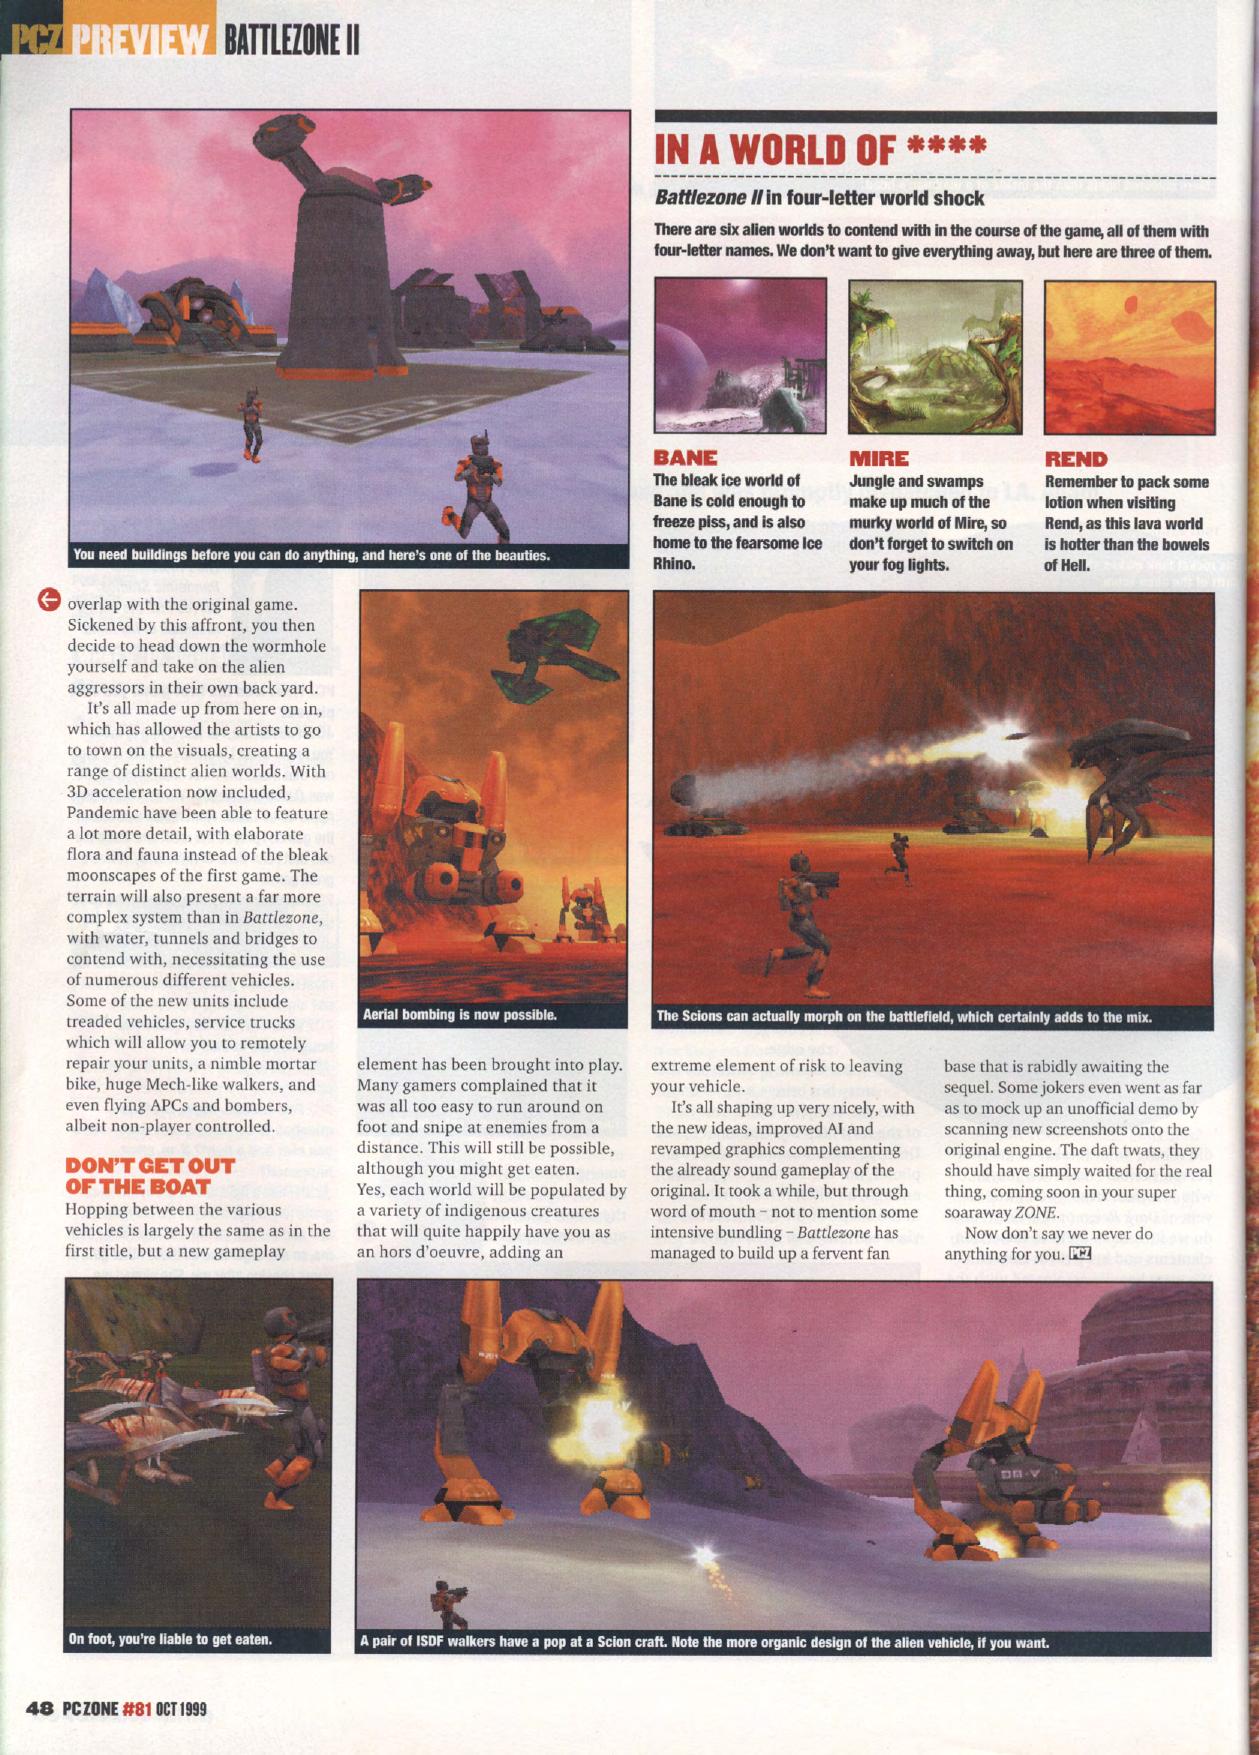 PCZ PREVIEW BATTLEZONE II
You need buildings before you can do anything, and here's one of the beauties.
IN A WORLD OF ****
Battlezone II in four-letter world shock
There are six alien worlds to contend with in the course of the game, all of them with
four-letter names. We don't want to give everything away, but here are three of them.
BANE
The bleak ice world of
Bane is cold enough to
freeze piss, and is also
home to the fearsome Ice
Rhino.
MIRE
Jungle and swamps
make up much of the
murky world of Mire, so
don't forget to switch on
your fog lights.
REND
Remember to pack some
lotion when visiting
Rend, as this lava world
is hotter than the bowels
of Hell.
overlap with the original game.
Sickened by this affront, you then
decide to head down the wormhole
yourself and take on the alien
aggressors in their own back yard.
It's all made up from here on in,
which has allowed the artists to go
to town on the visuals, creating a
range of distinct alien worlds. With
3D acceleration now included,
Pandemic have been able to feature
a lot more detail, with elaborate
flora and fauna instead of the bleak
moonscapes of the first game. The
terrain will also present a far more
complex system than in Battlezone,
with water, tunnels and bridges to
contend with, necessitating the use
of numerous different vehicles.
Some of the new units include
treaded vehicles, service trucks
which will allow you to remotely
repair your units, a nimble mortar
bike, huge Mech-like walkers, and
even flying APCs and bombers,
albeit non-player controlled.
DON'T GET OUT
OF THE BOAT
Hopping between the various
vehicles is largely the same as in the
first title, but a new gameplay
Aerial bombing is now possible.
The Scions can actually morph on the battlefield, which certainly adds to the mix.
element has been brought into play.
Many gamers complained that it
was all too easy to run around on
foot and snipe at enemies from a
distance. This will still be possible,
although you might get eaten.
Yes, each world will be populated by
a variety of indigenous creatures
that will quite happily have you as
an hors d'oeuvre, adding an
extreme element of risk to leaving
your vehicle.
It's all shaping up very nicely, with
the new ideas, improved AI and
revamped graphics complementing
the already sound gameplay of the
original. It took a while, but through
word of mouth – not to mention some
intensive bundling – Battlezone has
managed to build up a fervent fan
base that is rabidly awaiting the
sequel. Some jokers even went as far
as to mock up an unofficial demo by
scanning new screenshots onto the
original engine. The daft twats, they
should have simply waited for the real
thing, coming soon in your super
soaraway ZONE.
Now don't say we never do
anything for you. PCZ
On foot, you're liable to get eaten.
A pair of ISDF walkers have a pop at a Scion craft. Note the more organic design of the alien vehicle, if you want.
48 PC ZONE #81 OCT 1999